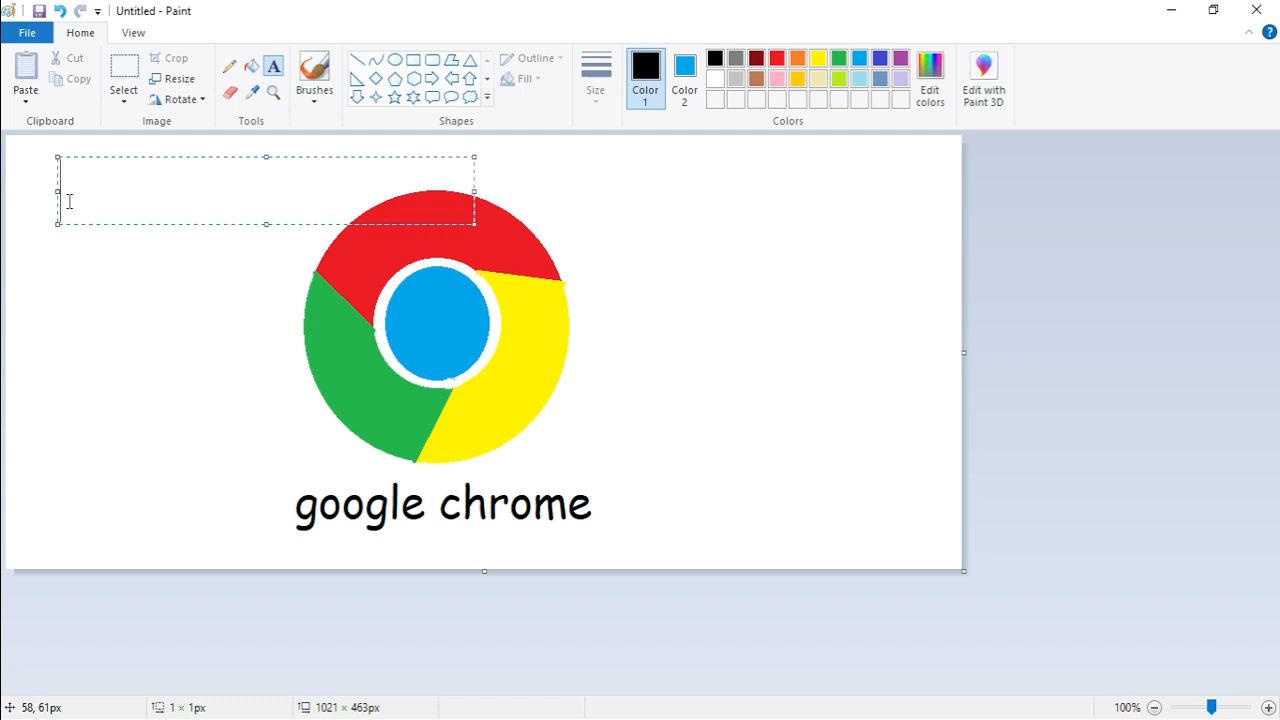 Untitled - Paint
File Home View
Paste
Cut
Copy
Clipboard
Select
Crop
Resize
Rotate
Image
A
Tools
Brushes
Outline
Fill
Shapes
Size
Color 1
Color 2
Edit colors
Colors
Edit with Paint 3D
?
google chrome
58, 61px
1 × 1px
1021 × 463px
100%